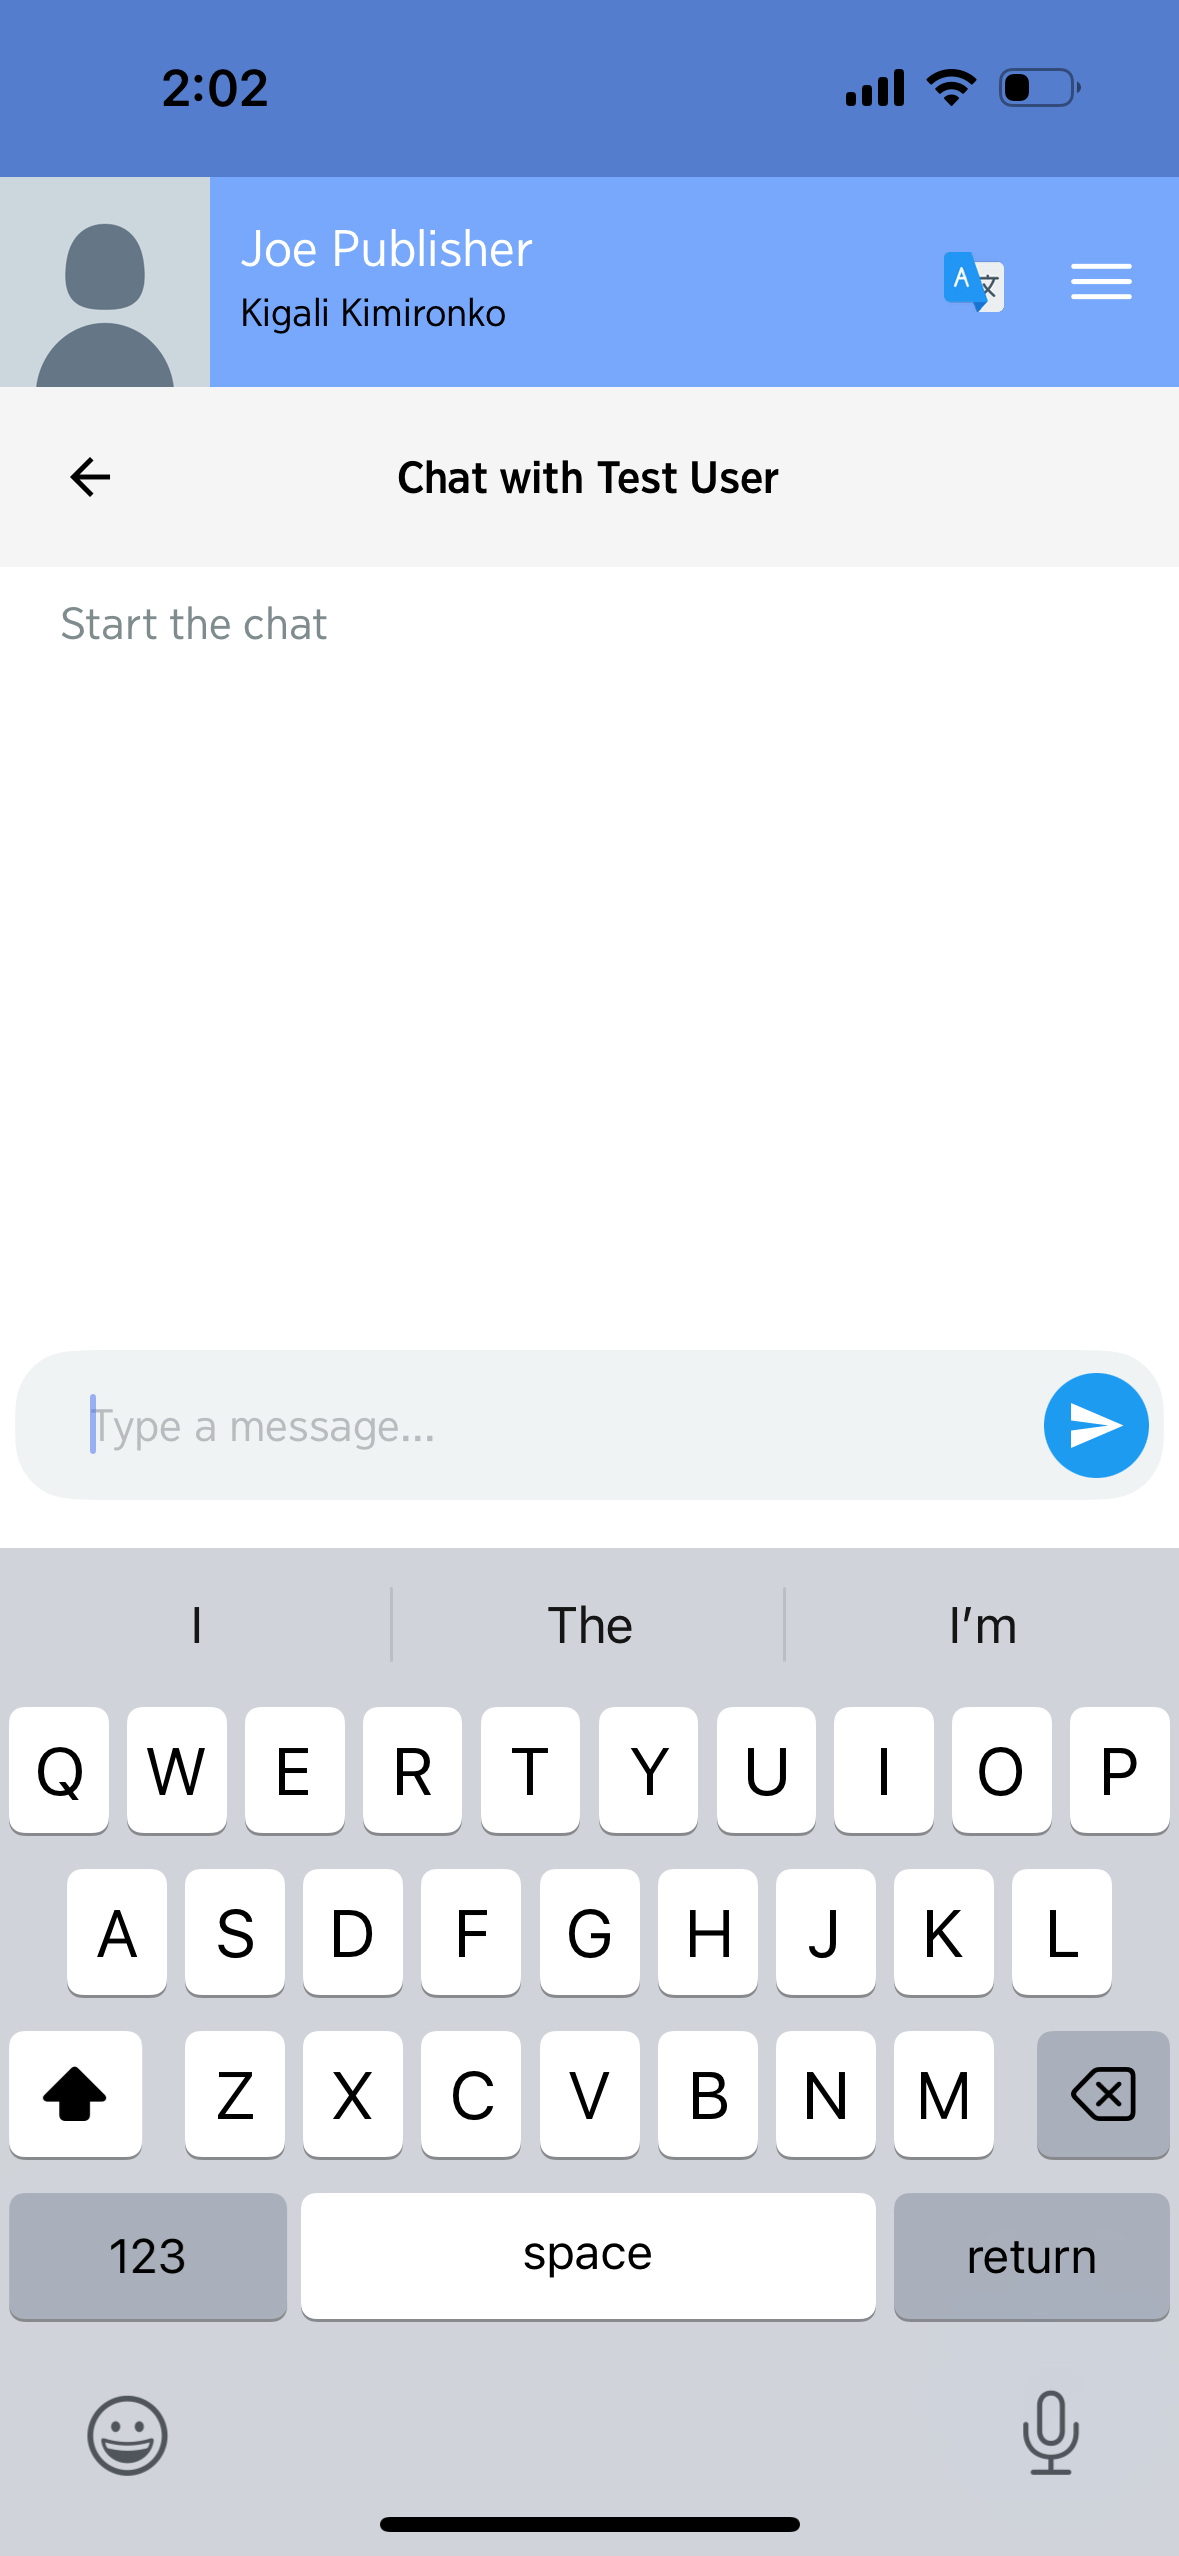 2:02
Joe Publisher
Kigali Kimironko
A 文
Chat with Test User
Start the chat
Type a message...
I The I'm
Q W E R T Y U I O P
A S D F G H J K L
Z X C V B N M
123 space return